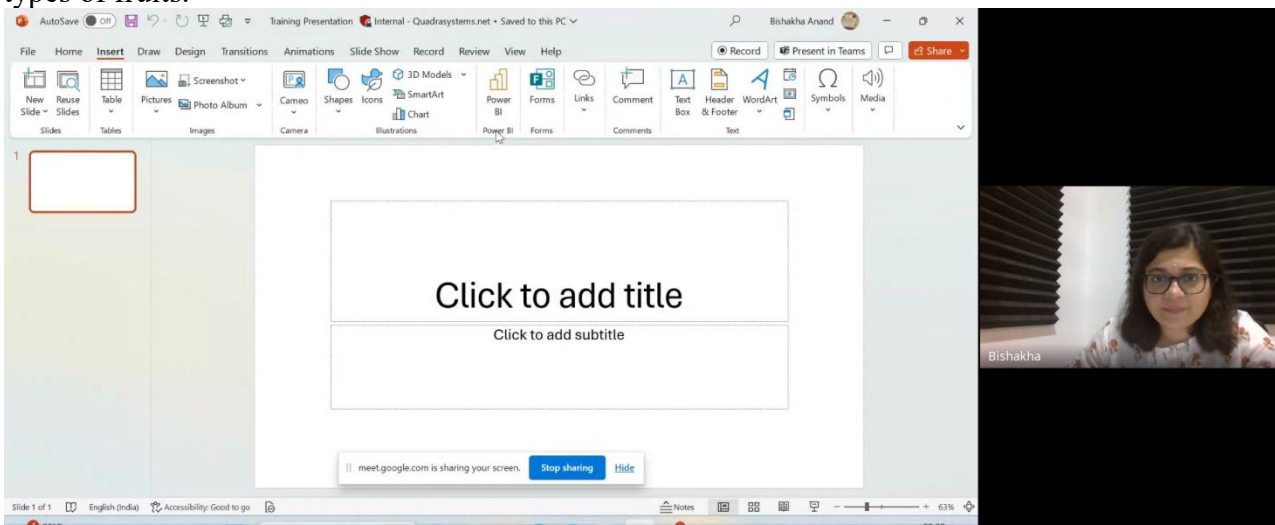 types of fruits.
AutoSave Off Training Presentation Internal - Quadrasystems.net • Saved to this PC Bishakha Anand
File Home Insert Draw Design Transitions Animations Slide Show Record Review View Help Record Present in Teams Share
New Slide Reuse Slides Table Pictures Screenshot Photo Album Cameo Shapes Icons 3D Models SmartArt Chart Power BI Forms Links Comment Text Box Header & Footer WordArt Symbols Media
Slides Tables Images Camera Illustrations Power BI Forms Comments Text
1
Click to add title
Click to add subtitle
Bishakha
meet.google.com is sharing your screen. Stop sharing Hide
Slide 1 of 1 English (India) Accessibility: Good to go Notes 63%